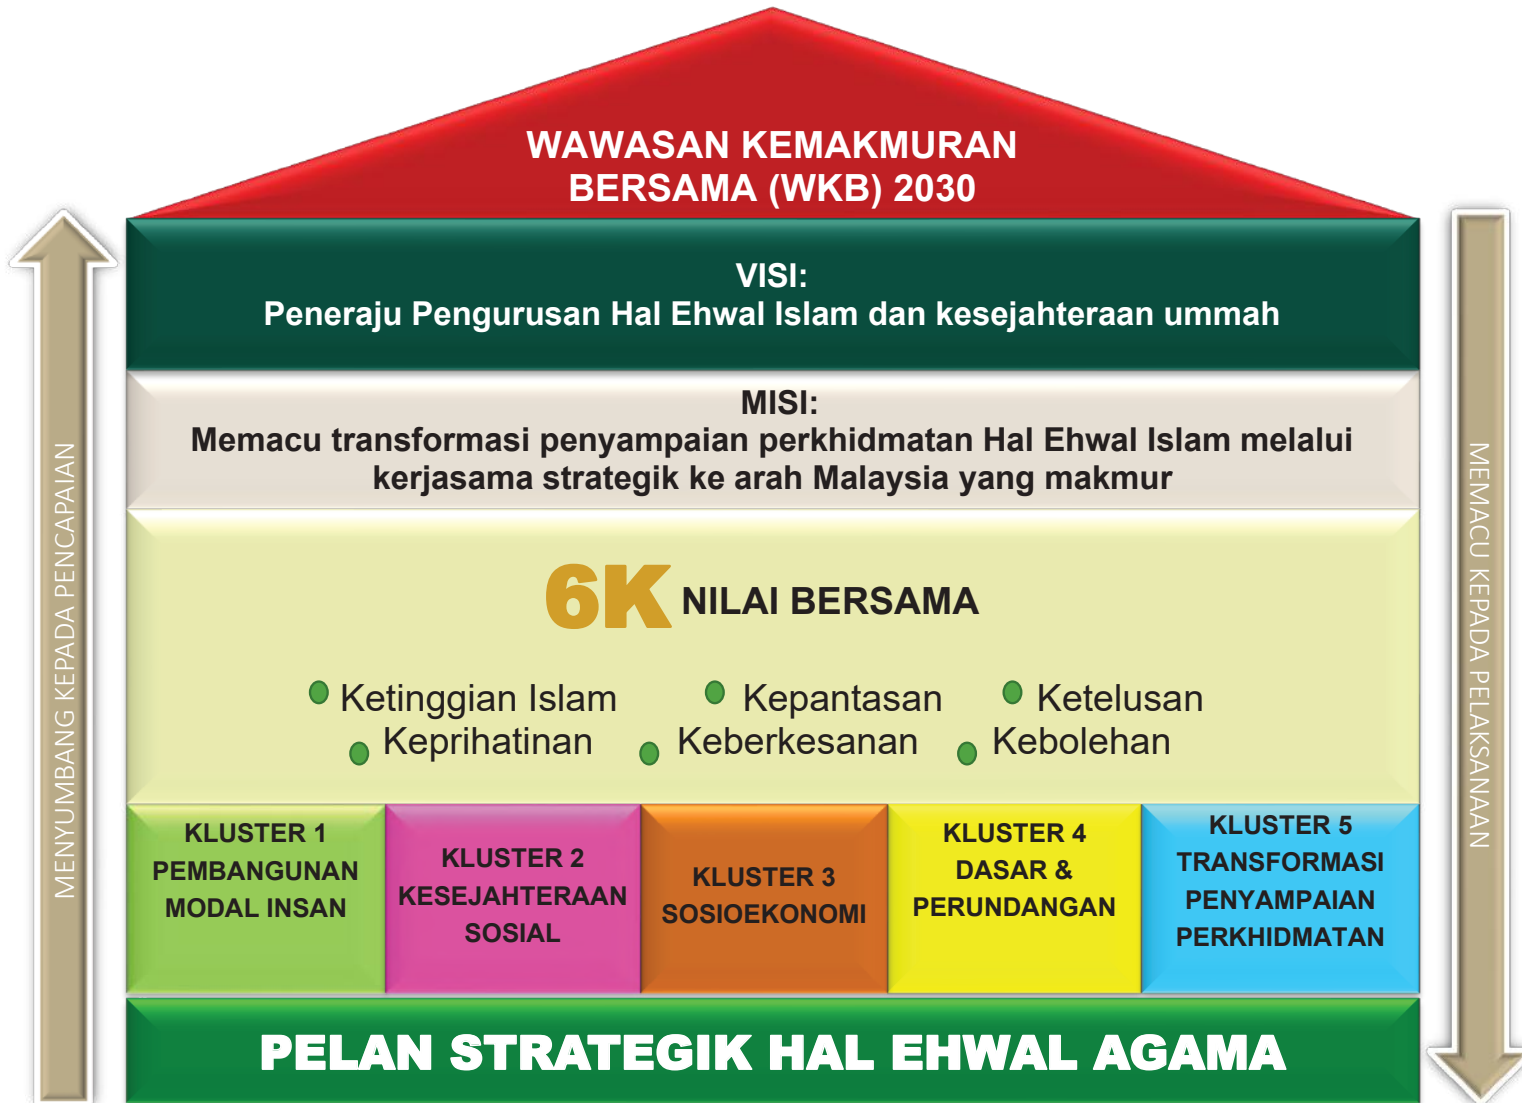 WAWASAN KEMAKMURAN
BERSAMA (WKB) 2030
VISI:
Peneraju Pengurusan Hal Ehwal Islam dan kesejahteraan ummah
MISI:
Memacu transformasi penyampaian perkhidmatan Hal Ehwal Islam melalui
kerjasama strategik ke arah Malaysia yang makmur
6K NILAI BERSAMA
Ketinggian Islam Kepantasan Ketelusan
Keprihatinan Keberkesanan Kebolehan
KLUSTER 1
PEMBANGUNAN
MODAL INSAN
KLUSTER 2
KESEJAHTERAAN
SOSIAL
KLUSTER 3
SOSIOEKONOMI
KLUSTER 4
DASAR &
PERUNDANGAN
KLUSTER 5
TRANSFORMASI
PENYAMPAIAN
PERKHIDMATAN
PELAN STRATEGIK HAL EHWAL AGAMA
MENYUMBANG KEPADA PENCAPAIAN
MEMACU KEPADA PELAKSANAAN